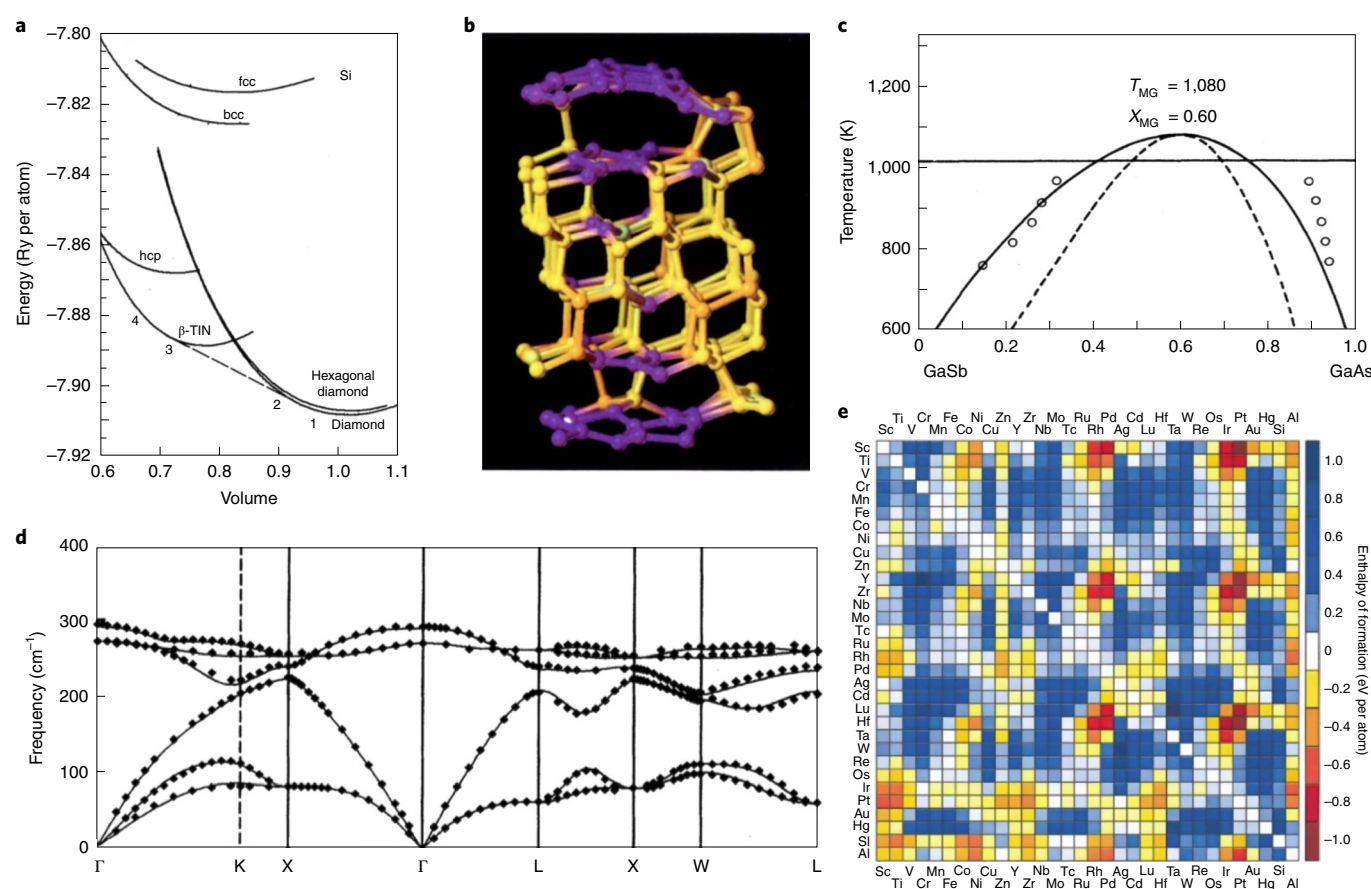 a
−7.80
−7.82
−7.84
−7.86
−7.88
−7.90
−7.92
Energy (Ry per atom)
fcc
Si
bcc
hcp
4
β-TIN
3
2
Hexagonal
diamond
1 Diamond
0.6 0.7 0.8 0.9 1.0 1.1
Volume
b
c
1,200
1,000
800
600
Temperature (K)
TMG = 1,080
XMG = 0.60
0 0.2 0.4 0.6 0.8 1.0
GaSb GaAs
d
400
300
200
100
0
Frequency (cm−1)
Γ K X Γ L X W L
e
Ti Cr Fe Ni Zn Zr Mo Ru Pd Cd Hf W Os Pt Hg Al
Sc V Mn Co Cu Y Nb Tc Rh Ag Lu Ta Re Ir Au Si
Sc
Ti
V
Cr
Mn
Fe
Co
Ni
Cu
Zn
Y
Zr
Nb
Mo
Tc
Ru
Rh
Pd
Ag
Cd
Lu
Hf
Ta
W
Re
Os
Ir
Pt
Au
Hg
SI
Al
Sc V Mn Co Cu Y Nb Tc Rh Ag Lu Ta Re Ir Au Si
Ti Cr Fe Ni Zn Zr Mo Ru Pd Cd Hf W Os Pt Hg Al
1.0
0.8
0.6
0.4
0.2
0
−0.2
−0.4
−0.6
−0.8
−1.0
Enthalpy of formation (eV per atom)